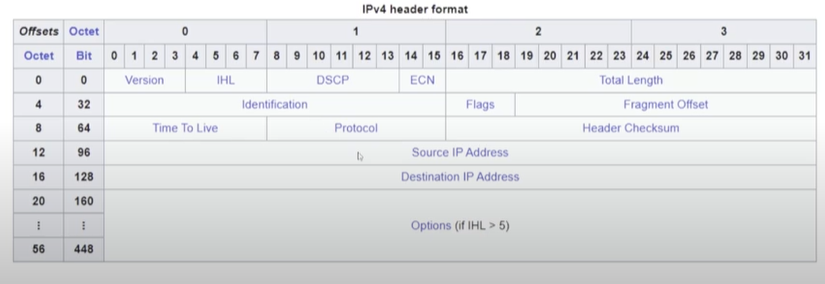 IPv4 header format
Offsets Octet 0 1 2 3
Octet Bit 0 1 2 3 4 5 6 7 8 9 10 11 12 13 14 15 16 17 18 19 20 21 22 23 24 25 26 27 28 29 30 31
0 0 Version IHL DSCP ECN Total Length
4 32 Identification Flags Fragment Offset
8 64 Time To Live Protocol Header Checksum
12 96 Source IP Address
16 128 Destination IP Address
20 160
⋮ ⋮ Options (if IHL > 5)
56 448